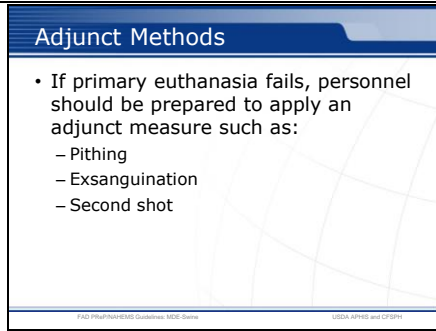 Adjunct Methods
• If primary euthanasia fails, personnel
should be prepared to apply an
adjunct measure such as:
– Pithing
– Exsanguination
– Second shot
FAD PReP/NAHEMS Guidelines: MDE-Swine
USDA APHIS and CFSPH